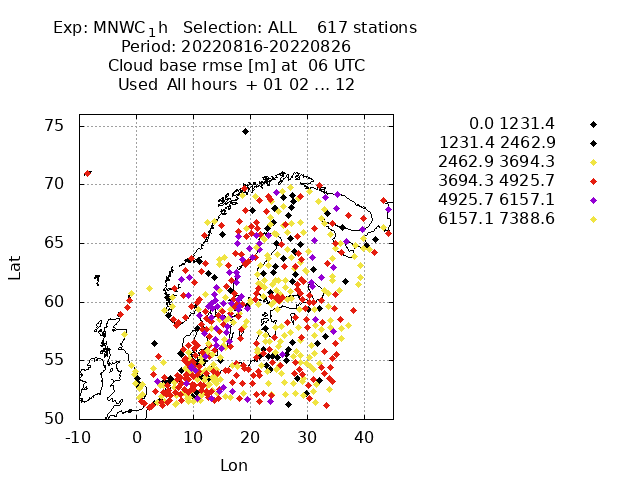 Exp: MNWC_1h   Selection: ALL    617 stations
Period: 20220816-20220826
Cloud base rmse [m] at  06 UTC
Used  All hours  + 01 02 ... 12
0.0 1231.4
1231.4 2462.9
2462.9 3694.3
3694.3 4925.7
4925.7 6157.1
6157.1 7388.6
75
70
65
60
55
50
Lat
-10 0 10 20 30 40
Lon